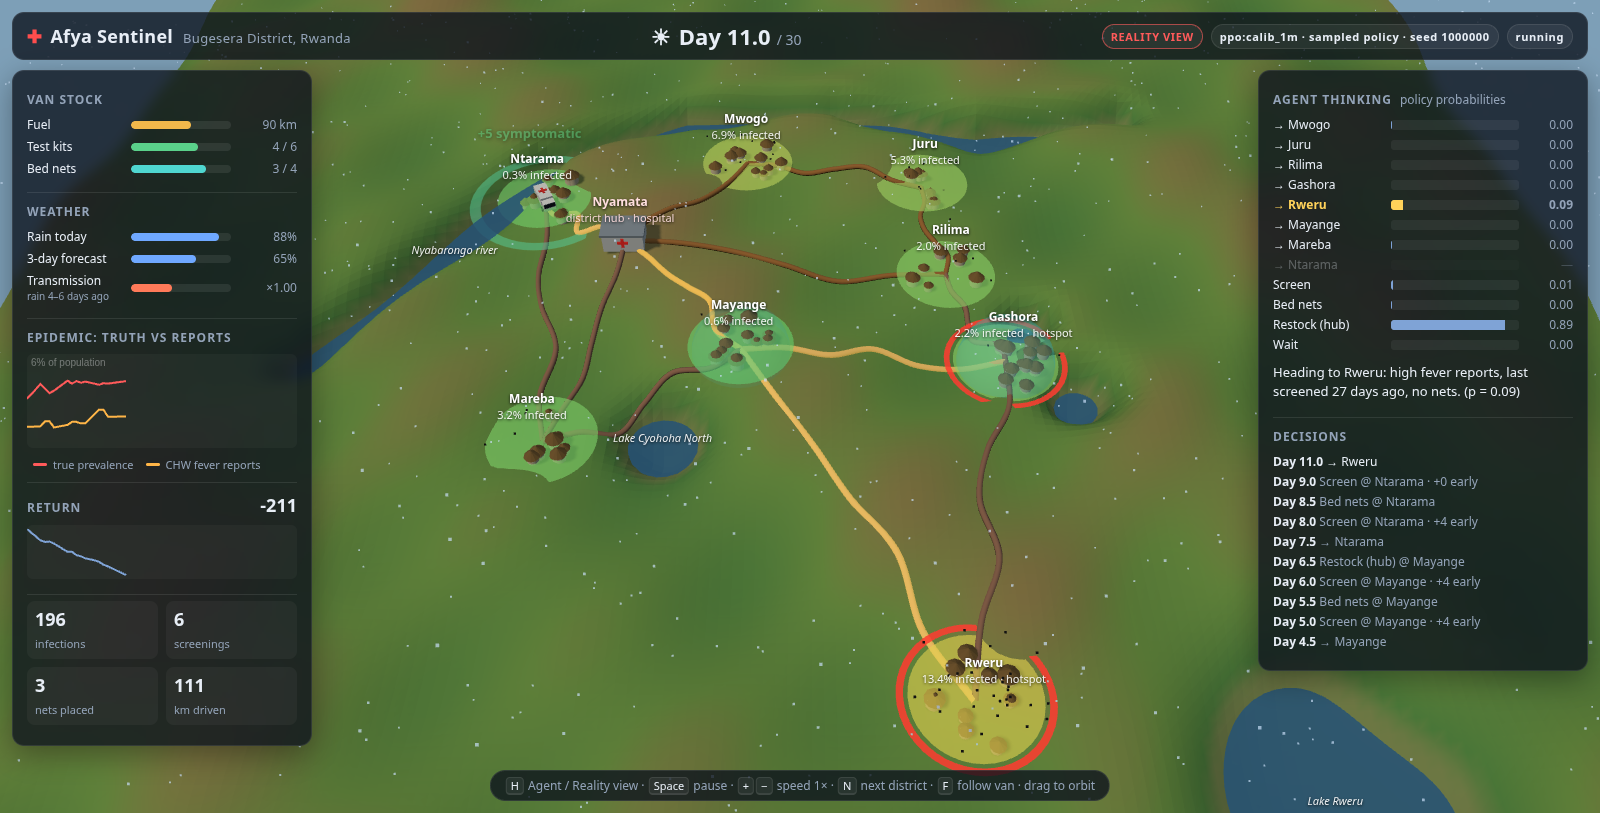 Afya Sentinel Bugesera District, Rwanda
☀ Day 11.0 / 30
REALITY VIEW
ppo:calib_1m · sampled policy · seed 1000000
running
VAN STOCK
Fuel 90 km
Test kits 4 / 6
Bed nets 3 / 4
WEATHER
Rain today 88%
3-day forecast 65%
Transmission ×1.00
rain 4–6 days ago
EPIDEMIC: TRUTH VS REPORTS
6% of population
true prevalence CHW fever reports
RETURN -211
196 6
infections screenings
3 111
nets placed km driven
+5 symptomatic
Ntarama
0.3% infected
Nyamata
district hub · hospital
Mwogo
6.9% infected
Juru
5.3% infected
Nyabarongo river
Rilima
2.0% infected
Mayange
0.6% infected
Gashora
2.2% infected · hotspot
Mareba
3.2% infected
Lake Cyohoha North
Rweru
13.4% infected · hotspot
Lake Rweru
AGENT THINKING policy probabilities
→ Mwogo 0.00
→ Juru 0.00
→ Rilima 0.00
→ Gashora 0.00
→ Rweru 0.09
→ Mayange 0.00
→ Mareba 0.00
→ Ntarama —
Screen 0.01
Bed nets 0.00
Restock (hub) 0.89
Wait 0.00
Heading to Rweru: high fever reports, last
screened 27 days ago, no nets. (p = 0.09)
DECISIONS
Day 11.0 → Rweru
Day 9.0 Screen @ Ntarama · +0 early
Day 8.5 Bed nets @ Ntarama
Day 8.0 Screen @ Ntarama · +4 early
Day 7.5 → Ntarama
Day 6.5 Restock (hub) @ Mayange
Day 6.0 Screen @ Mayange · +4 early
Day 5.5 Bed nets @ Mayange
Day 5.0 Screen @ Mayange · +4 early
Day 4.5 → Mayange
H Agent / Reality view · Space pause · + − speed 1× · N next district · F follow van · drag to orbit